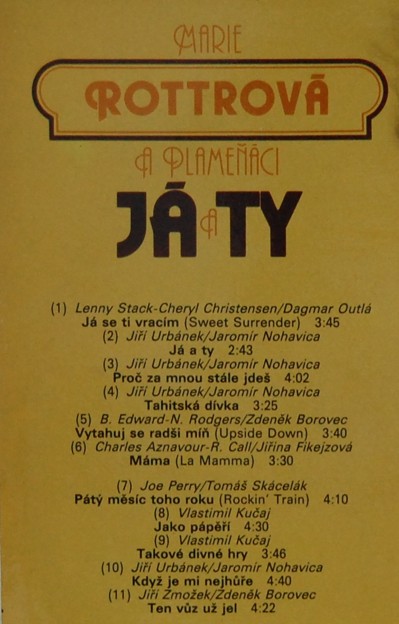 MARIE
ROTTROVÁ
A PLAMEŇÁCI
JÁ A TY
(1) Lenny Stack-Cheryl Christensen/Dagmar Outlá
Já se ti vracím (Sweet Surrender) 3:45
(2) Jiří Urbánek/Jaromír Nohavica
Já a ty 2:43
(3) Jiří Urbánek/Jaromír Nohavica
Proč za mnou stále jdeš 4:02
(4) Jiří Urbánek/Jaromír Nohavica
Tahitská dívka 3:25
(5) B. Edward-N. Rodgers/Zdeněk Borovec
Vytahuj se radši míň (Upside Down) 3:40
(6) Charles Aznavour-R. Call/Jiřina Fikejzová
Máma (La Mamma) 3:30
(7) Joe Perry/Tomáš Skácelák
Pátý měsíc toho roku (Rockin' Train) 4:10
(8) Vlastimil Kučaj
Jako pápěří 4:30
(9) Vlastimil Kučaj
Takové divné hry 3:46
(10) Jiří Urbánek/Jaromír Nohavica
Když je mi nejhůře 4:40
(11) Jiří Žmožek/Zdeněk Borovec
Ten vůz už jel 4:22